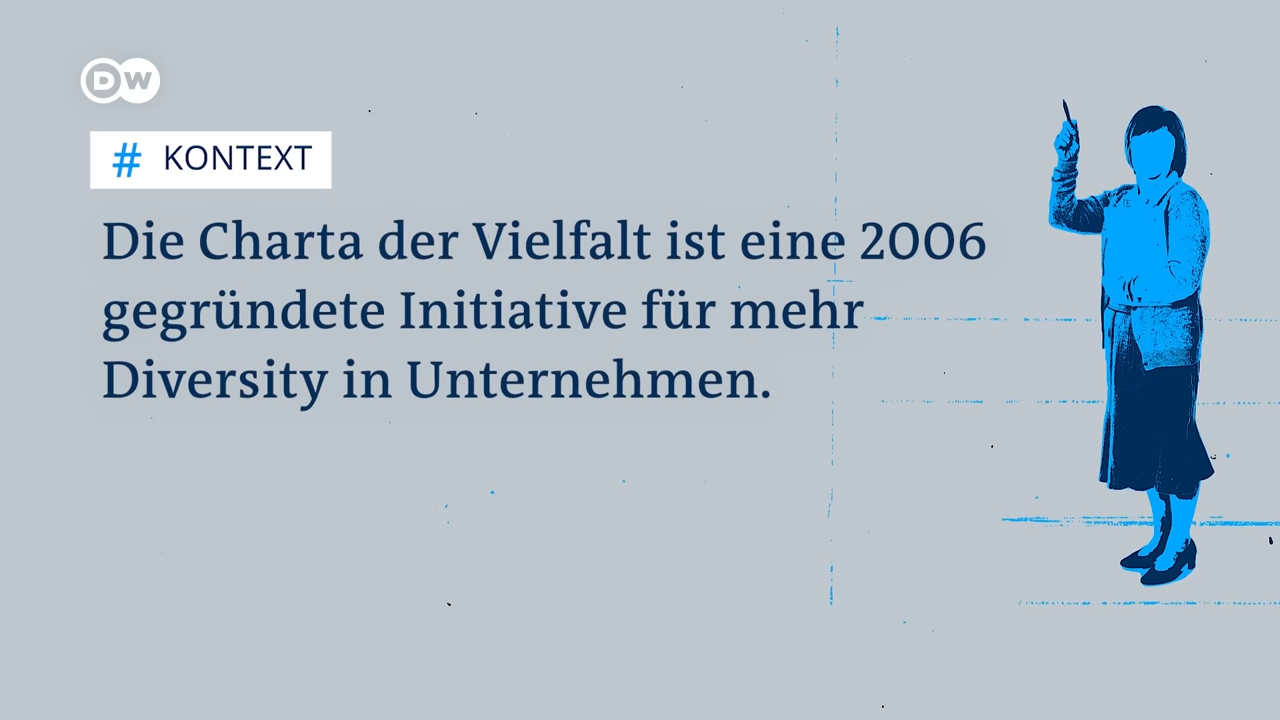 DW
# KONTEXT
Die Charta der Vielfalt ist eine 2006
gegründete Initiative für mehr
Diversity in Unternehmen.